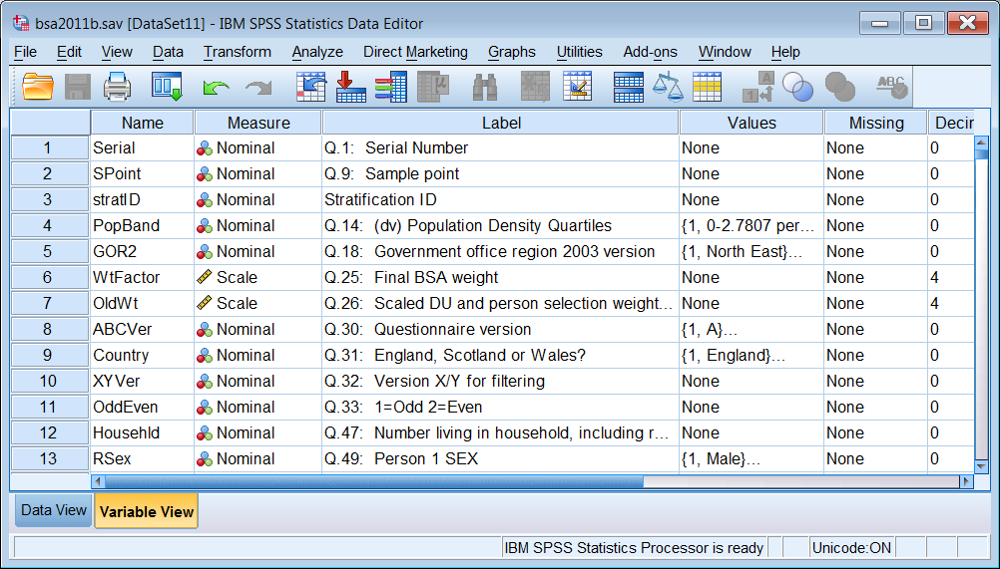 bsa2011b.sav [DataSet11] - IBM SPSS Statistics Data Editor
File Edit View Data Transform Analyze Direct Marketing Graphs Utilities Add-ons Window Help
A
1 4
ABC
Name Measure Label Values Missing Decir
1 Serial Nominal Q.1: Serial Number None None 0
2 SPoint Nominal Q.9: Sample point None None 0
3 stratID Nominal Stratification ID None None 0
4 PopBand Nominal Q.14: (dv) Population Density Quartiles {1, 0-2.7807 per... None 0
5 GOR2 Nominal Q.18: Government office region 2003 version {1, North East}... None 0
6 WtFactor Scale Q.25: Final BSA weight None None 4
7 OldWt Scale Q.26: Scaled DU and person selection weight... None None 4
8 ABCVer Nominal Q.30: Questionnaire version {1, A}... None 0
9 Country Nominal Q.31: England, Scotland or Wales? {1, England}... None 0
10 XYVer Nominal Q.32: Version X/Y for filtering None None 0
11 OddEven Nominal Q.33: 1=Odd 2=Even None None 0
12 Househld Nominal Q.47: Number living in household, including r... None None 0
13 RSex Nominal Q.49: Person 1 SEX {1, Male}... None 0
Data View Variable View
IBM SPSS Statistics Processor is ready Unicode:ON